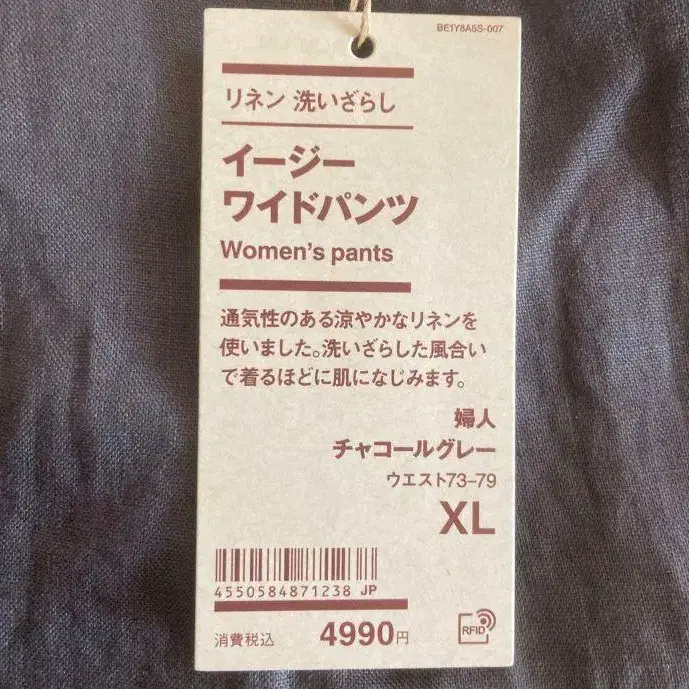 BE1Y8A5S-007
リネン 洗いざらし
イージー
ワイドパンツ
Women's pants
通気性のある涼やかなリネンを
使いました。洗いざらした風合い
で着るほどに肌になじみます。
婦人
チャコールグレー
ウエスト73-79
XL
4550584871238 JP
消費税込 4990円
RFID